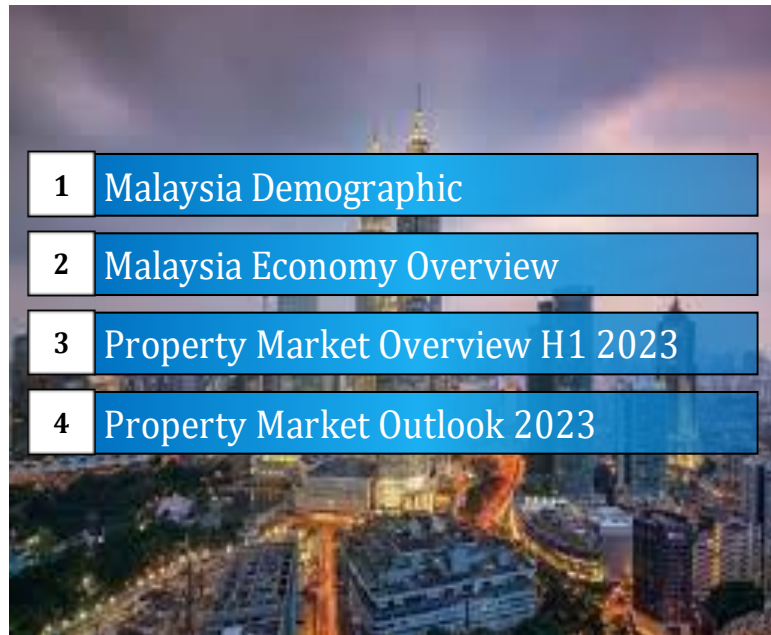 1 Malaysia Demographic
2 Malaysia Economy Overview
3 Property Market Overview H1 2023
4 Property Market Outlook 2023